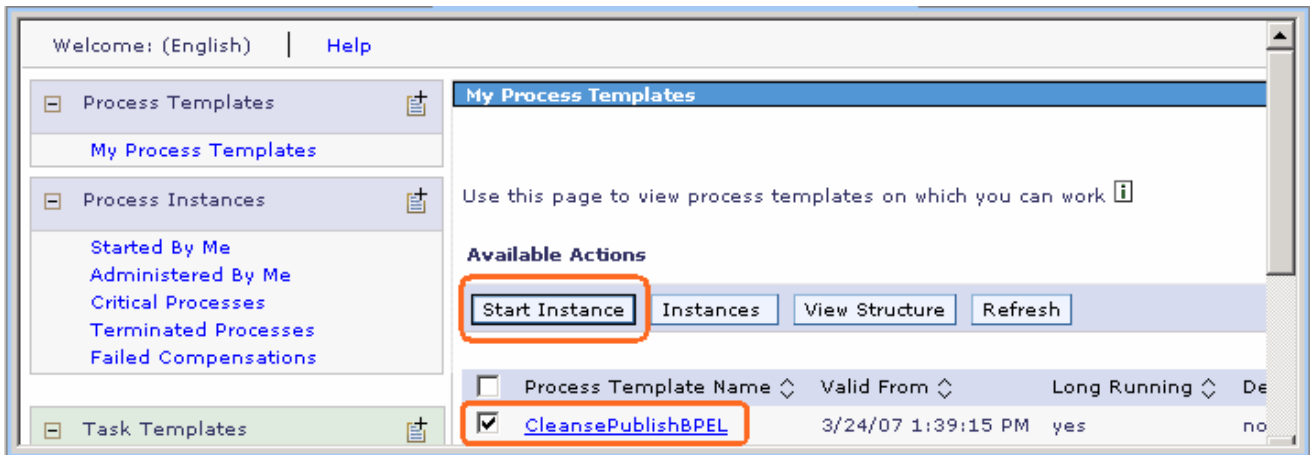 Welcome: (English) | Help
Process Templates
My Process Templates
Process Instances
Started By Me
Administered By Me
Critical Processes
Terminated Processes
Failed Compensations
Task Templates
My Process Templates
Use this page to view process templates on which you can work i
Available Actions
Start Instance Instances View Structure Refresh
Process Template Name Valid From Long Running De
CleansePublishBPEL 3/24/07 1:39:15 PM yes no